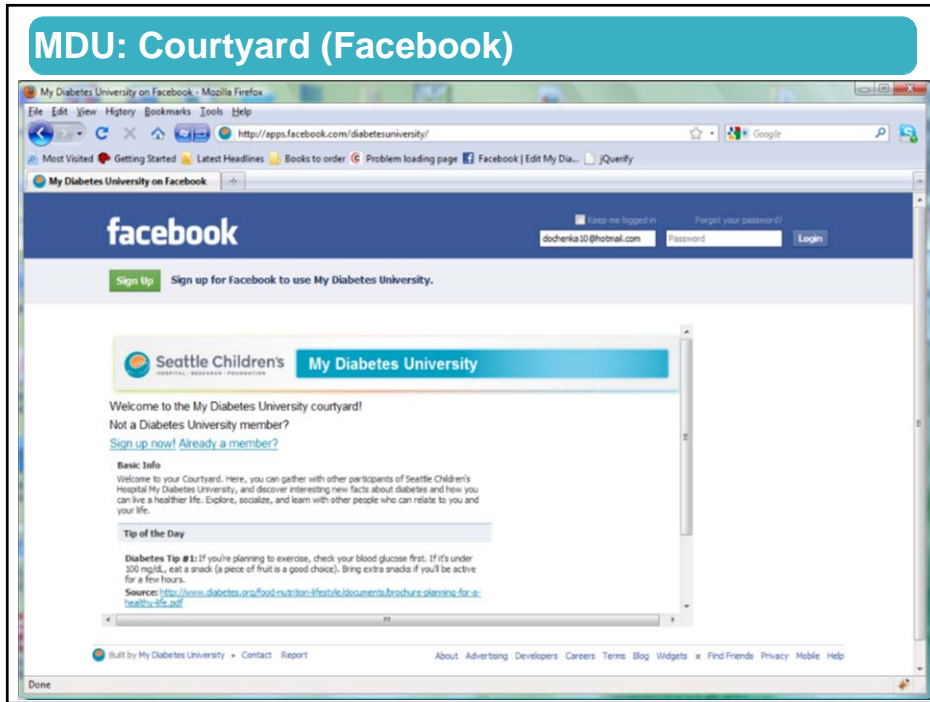 MDU: Courtyard (Facebook)
My Diabetes University on Facebook - Mozilla Firefox
File Edit View History Bookmarks Tools Help
http://apps.facebook.com/diabetesuniversity/
Google
Most Visited Getting Started Latest Headlines Books to order Problem loading page Facebook | Edit My Dia... jQuerify
My Diabetes University on Facebook
facebook
Keep me logged in Forgot your password?
dochenka10@hotmail.com Password Login
Sign Up Sign up for Facebook to use My Diabetes University.
Seattle Children's My Diabetes University
HOSPITAL • RESEARCH • FOUNDATION
Welcome to the My Diabetes University courtyard!
Not a Diabetes University member?
Sign up now! Already a member?
Basic Info
Welcome to your Courtyard. Here, you can gather with other participants of Seattle Children's
Hospital My Diabetes University, and discover interesting new facts about diabetes and how you
can live a healthier life. Explore, socialize, and learn with other people who can relate to you and
your life.
Tip of the Day
Diabetes Tip #1: If you're planning to exercise, check your blood glucose first. If it's under
100 mg/dL, eat a snack (a piece of fruit is a good choice). Bring extra snacks if you'll be active
for a few hours.
Source: http://www.diabetes.org/food-nutrition-lifestyle/documents/brochure-planning-for-a-
healthy-life.pdf
Built by My Diabetes University • Contact Report About Advertising Developers Careers Terms Blog Widgets • Find Friends Privacy Mobile Help
Done